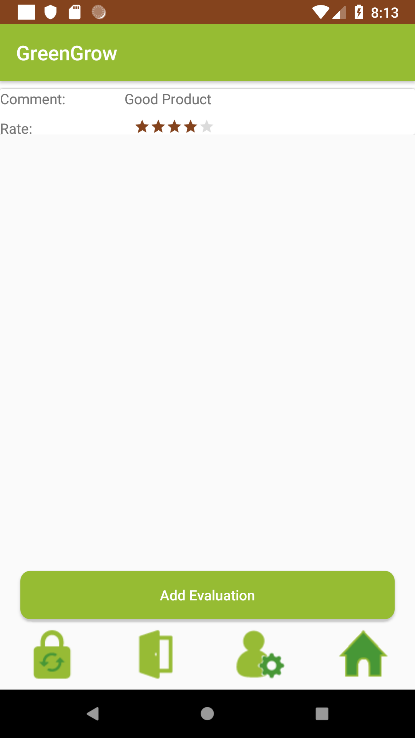 8:13
GreenGrow
Comment: Good Product
Rate:
Add Evaluation